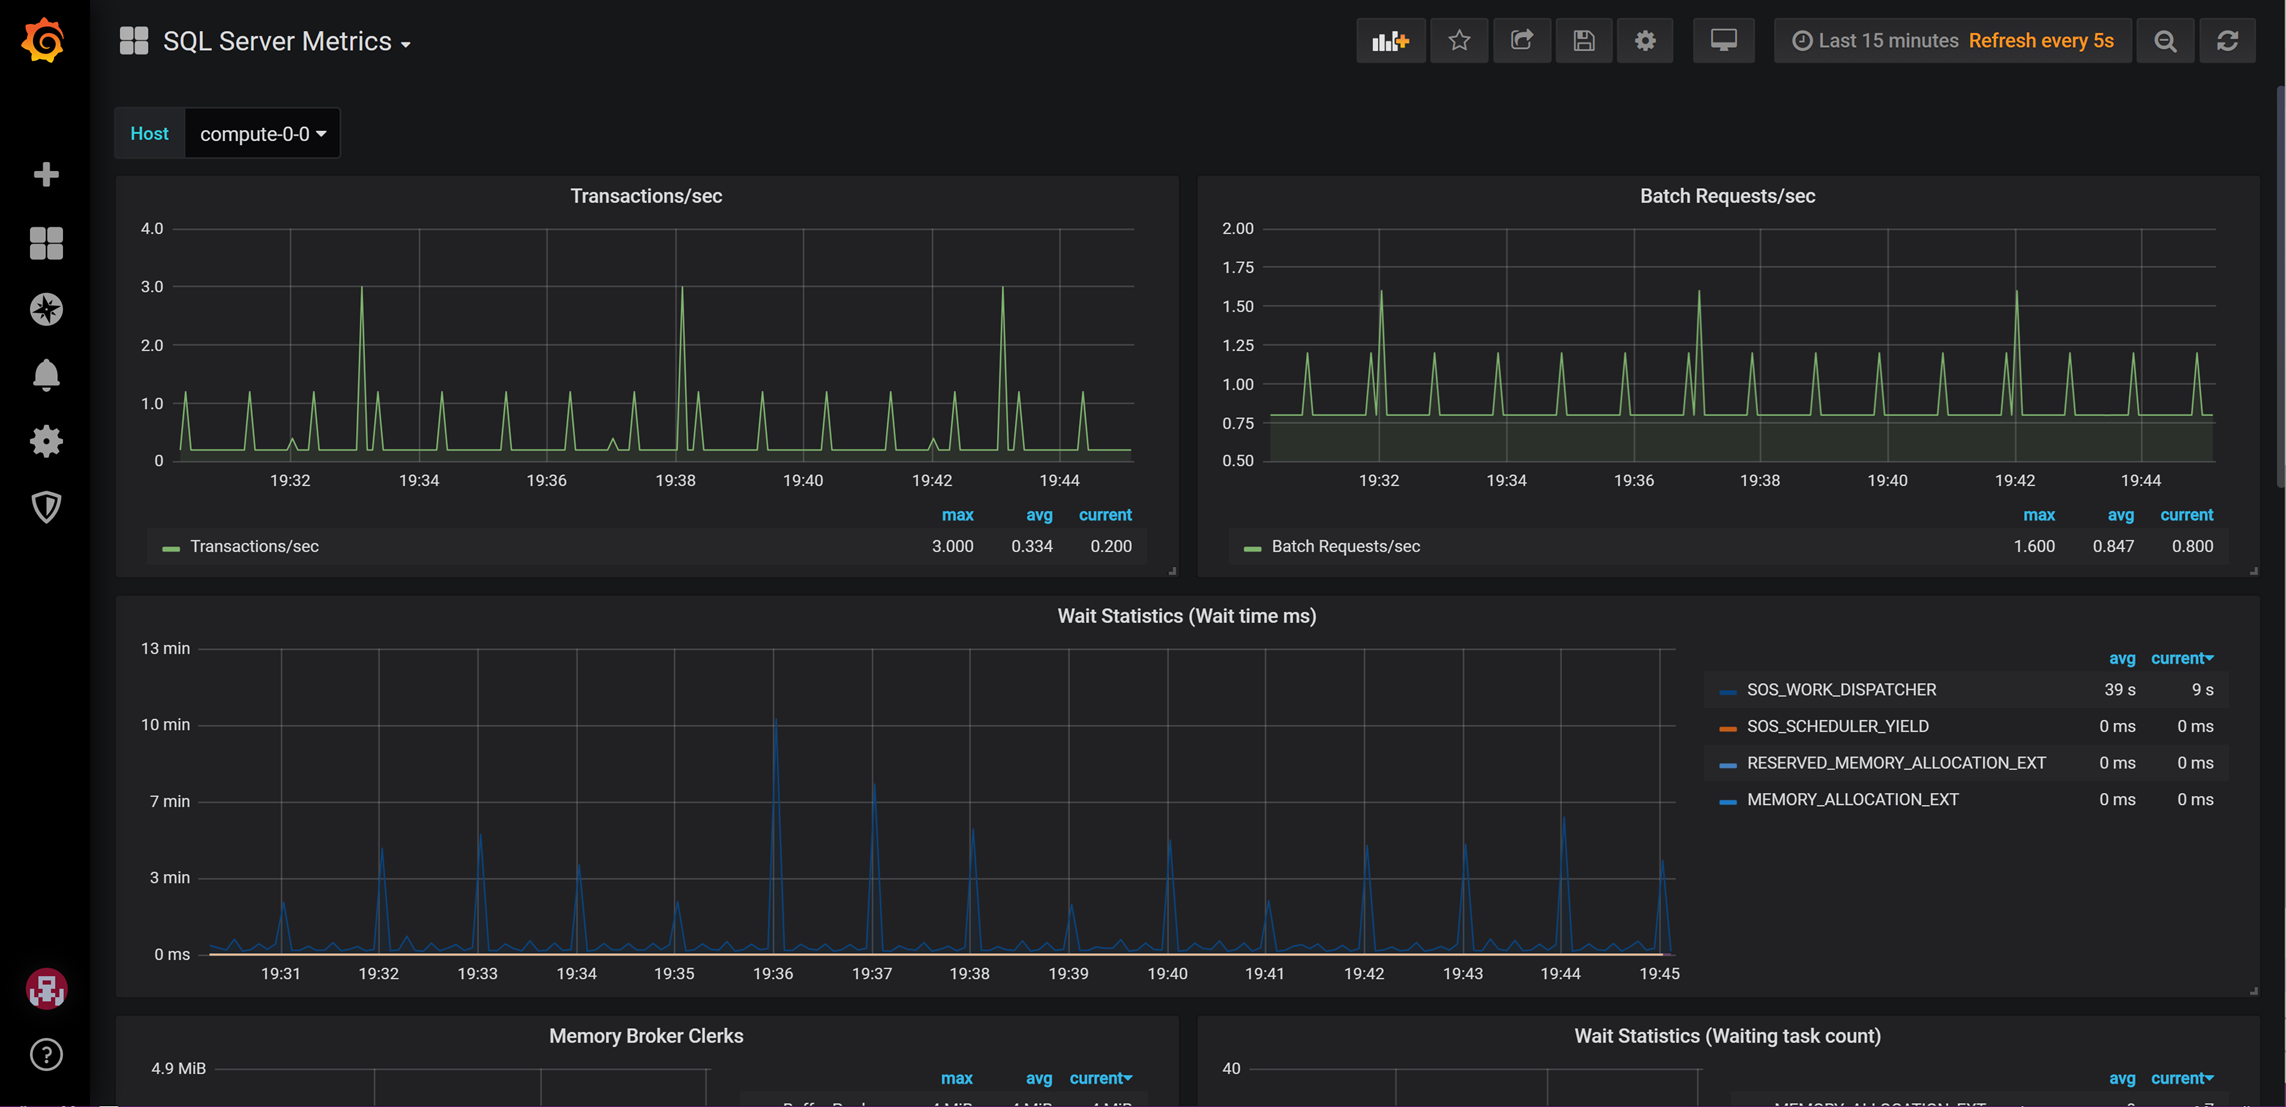 SQL Server Metrics
Last 15 minutes Refresh every 5s
Host compute-0-0
Transactions/sec
4.0
3.0
2.0
1.0
0
19:32 19:34 19:36 19:38 19:40 19:42 19:44
max avg current
Transactions/sec 3.000 0.334 0.200
Batch Requests/sec
2.00
1.75
1.50
1.25
1.00
0.75
0.50
19:32 19:34 19:36 19:38 19:40 19:42 19:44
max avg current
Batch Requests/sec 1.600 0.847 0.800
Wait Statistics (Wait time ms)
13 min
10 min
7 min
3 min
0 ms
19:31 19:32 19:33 19:34 19:35 19:36 19:37 19:38 19:39 19:40 19:41 19:42 19:43 19:44 19:45
avg current
SOS_WORK_DISPATCHER 39 s 9 s
SOS_SCHEDULER_YIELD 0 ms 0 ms
RESERVED_MEMORY_ALLOCATION_EXT 0 ms 0 ms
MEMORY_ALLOCATION_EXT 0 ms 0 ms
Memory Broker Clerks
4.9 MiB
max avg current
Wait Statistics (Waiting task count)
40
avg current
MEMORY_ALLOCATION_EXT